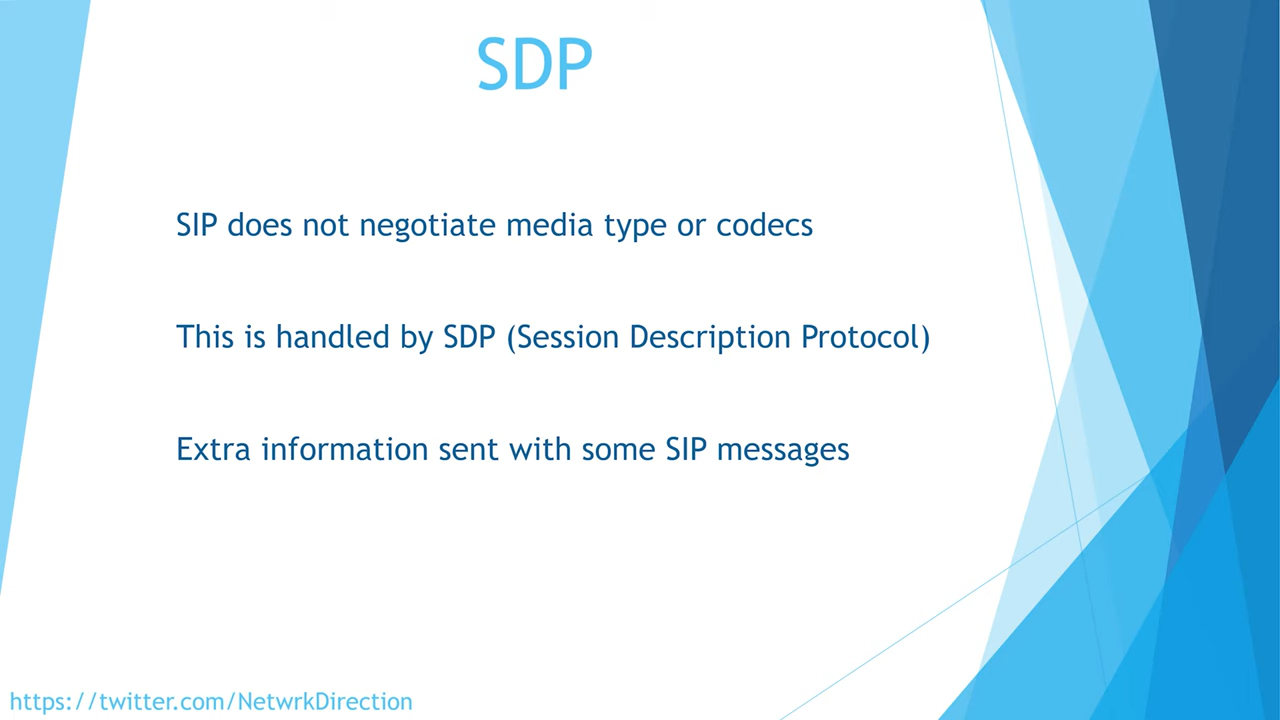 SDP
SIP does not negotiate media type or codecs
This is handled by SDP (Session Description Protocol)
Extra information sent with some SIP messages
https://twitter.com/NetwrkDirection